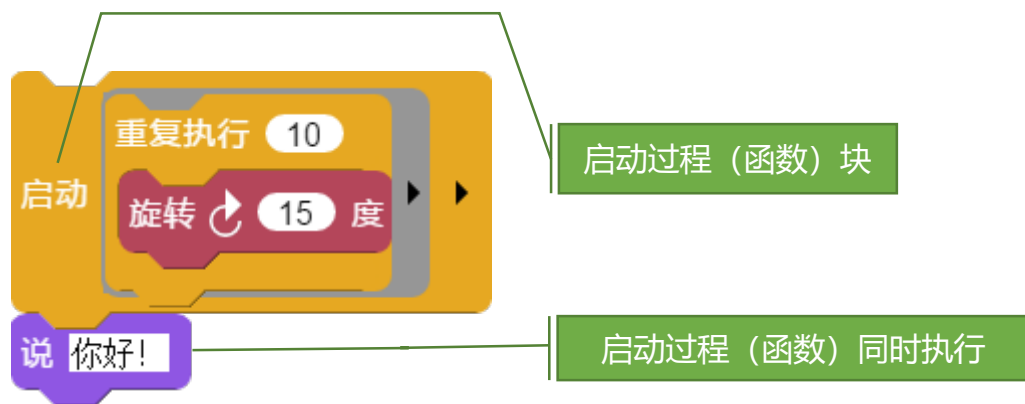 重复执行 10
启动过程（函数）块
启动
旋转 15 度
说 你好!
启动过程（函数）同时执行